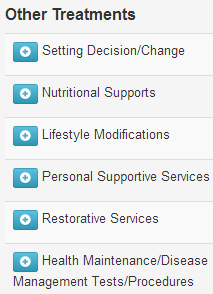 Other Treatments
Setting Decision/Change
Nutritional Supports
Lifestyle Modifications
Personal Supportive Services
Restorative Services
Health Maintenance/Disease
Management Tests/Procedures